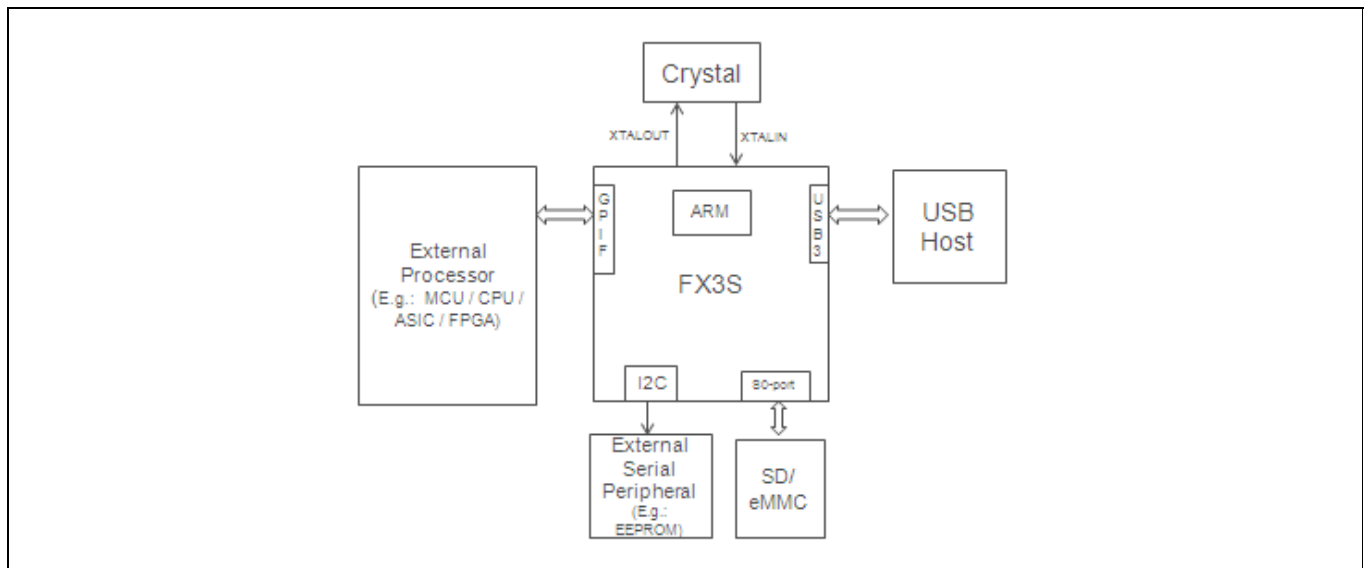 Crystal
XTALOUT
XTALIN
External
Processor
(E.g.: MCU / CPU /
ASIC / FPGA)
G
P
I
F
ARM
FX3S
U
S
B
3
USB
Host
I2C
S0-port
External
Serial
Peripheral
(E.g.:
EEPROM)
SD/
eMMC